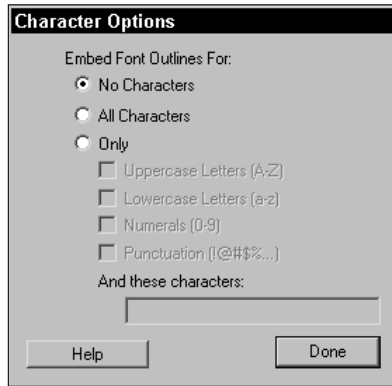 Character Options
Embed Font Outlines For:
No Characters
All Characters
Only
Uppercase Letters (A-Z)
Lowercase Letters (a-z)
Numerals (0-9)
Punctuation (!@#$%...)
And these characters:
Help
Done